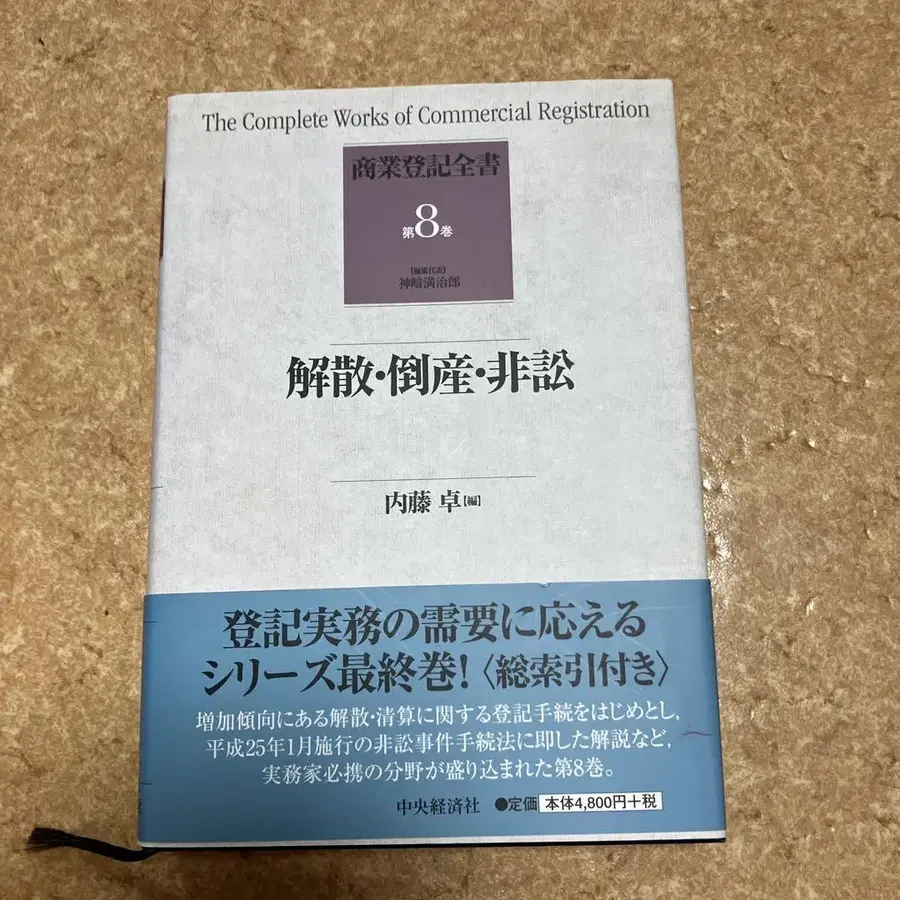 The Complete Works of Commercial Registration
商業登記全書
第8巻
[編集代表]
神﨑満治郎
解散・倒産・非訟
内藤 卓[編]
登記実務の需要に応える
シリーズ最終巻!〈総索引付き〉
増加傾向にある解散・清算に関する登記手続をはじめとし,
平成25年1月施行の非訟事件手続法に即した解説など,
実務家必携の分野が盛り込まれた第8巻。
中央経済社 ●定価 本体4,800円+税